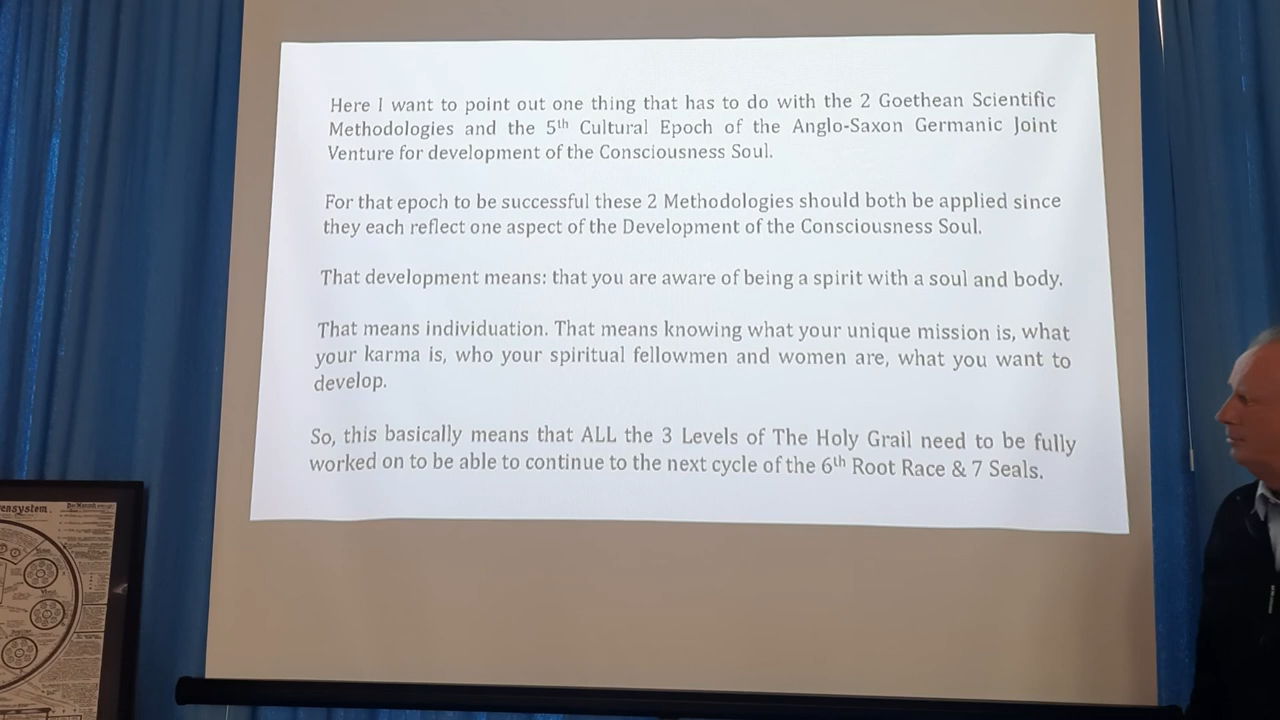 Here I want to point out one thing that has to do with the 2 Goethean Scientific
Methodologies and the 5th Cultural Epoch of the Anglo-Saxon Germanic Joint
Venture for development of the Consciousness Soul.
For that epoch to be successful these 2 Methodologies should both be applied since
they each reflect one aspect of the Development of the Consciousness Soul.
That development means: that you are aware of being a spirit with a soul and body.
That means individuation. That means knowing what your unique mission is, what
your karma is, who your spiritual fellowmen and women are, what you want to
develop.
So, this basically means that ALL the 3 Levels of The Holy Grail need to be fully
worked on to be able to continue to the next cycle of the 6th Root Race & 7 Seals.